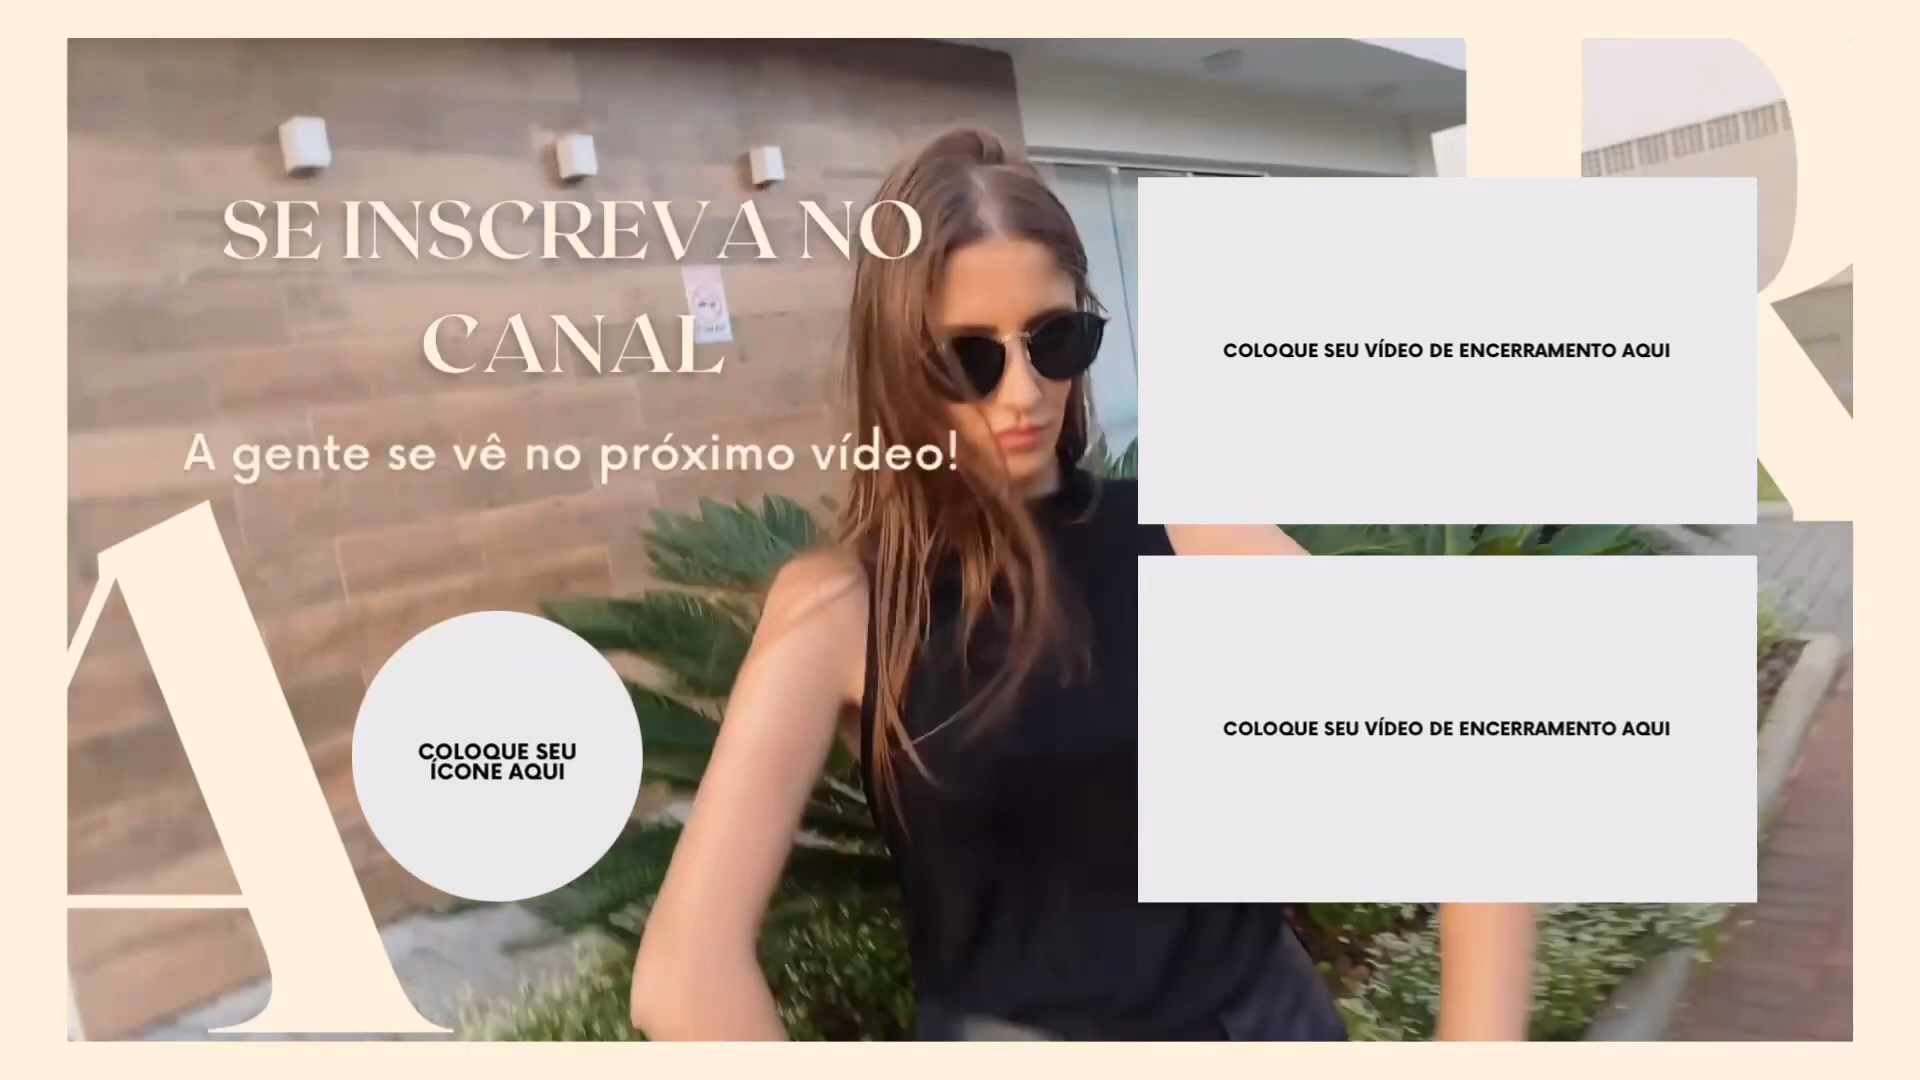 SE INSCREVA NO
CANAL
A gente se vê no próximo vídeo!
COLOQUE SEU
ÍCONE AQUI
COLOQUE SEU VÍDEO DE ENCERRAMENTO AQUI
COLOQUE SEU VÍDEO DE ENCERRAMENTO AQUI
A
R